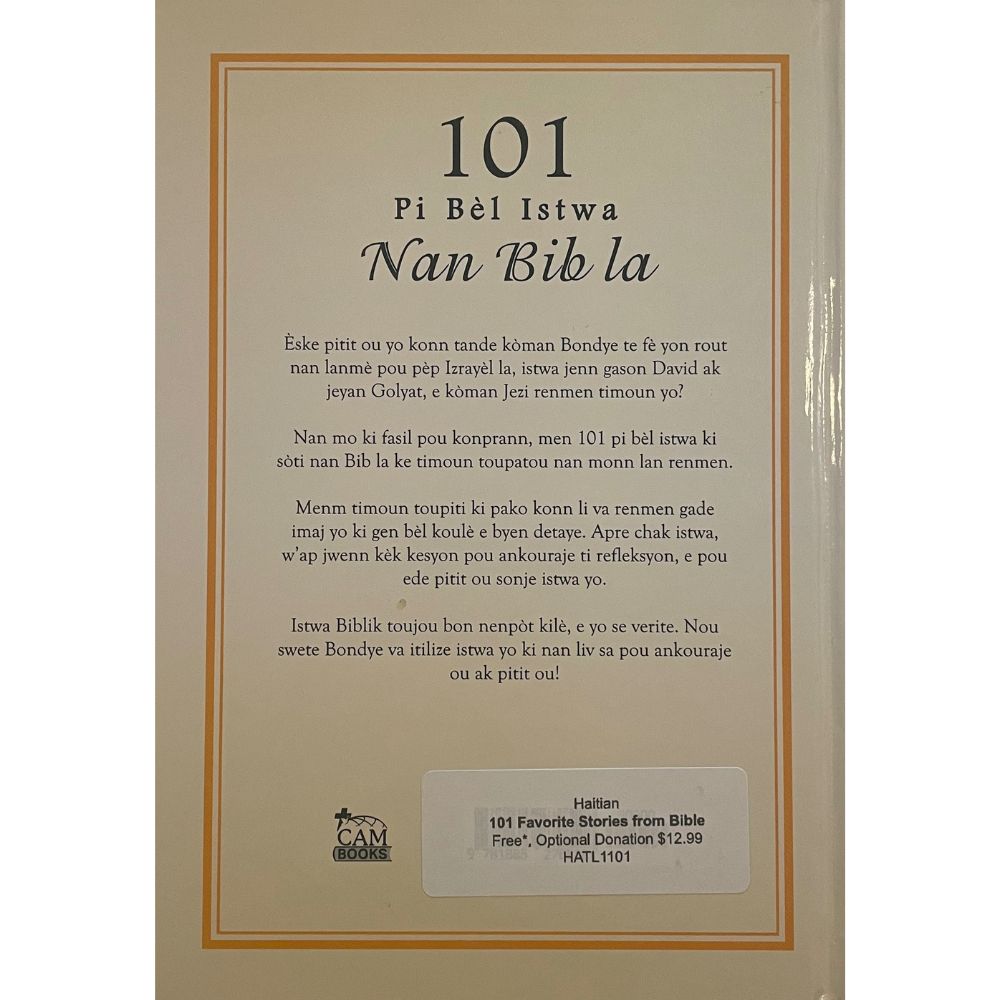 101
Pi Bèl Istwa
Nan Bib la
Èske pitit ou yo konn tande kòman Bondye te fè yon rout
nan lanmè pou pèp Izrayèl la, istwa jenn gason David ak
jeyan Golyat, e kòman Jezi renmen timoun yo?
Nan mo ki fasil pou konprann, men 101 pi bèl istwa ki
sòti nan Bib la ke timoun toupatou nan monn lan renmen.
Menm timoun toupiti ki pako konn li va renmen gade
imaj yo ki gen bèl koulè e byen detaye. Apre chak istwa,
w'ap jwenn kèk kesyon pou ankouraje ti refleksyon, e pou
ede pitit ou sonje istwa yo.
Istwa Biblik toujou bon nenpòt kilè, e yo se verite. Nou
swete Bondye va itilize istwa yo ki nan liv sa pou ankouraje
ou ak pitit ou!
CAM
BOOKS
Haitian
101 Favorite Stories from Bible
Free*, Optional Donation $12.99
HATL1101